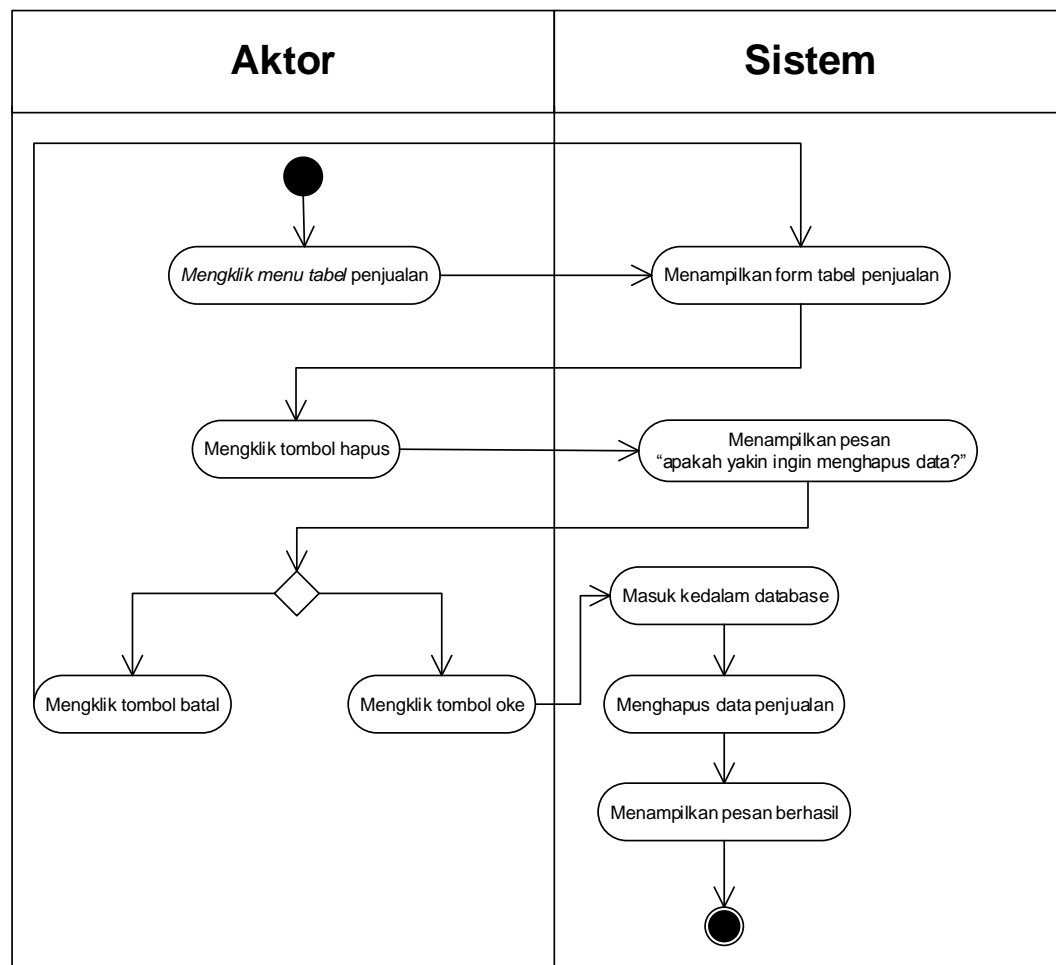 Aktor
Sistem
Mengklik menu tabel penjualan
Menampilkan form tabel penjualan
Mengklik tombol hapus
Menampilkan pesan
“apakah yakin ingin menghapus data?”
Masuk kedalam database
Mengklik tombol batal
Mengklik tombol oke
Menghapus data penjualan
Menampilkan pesan berhasil